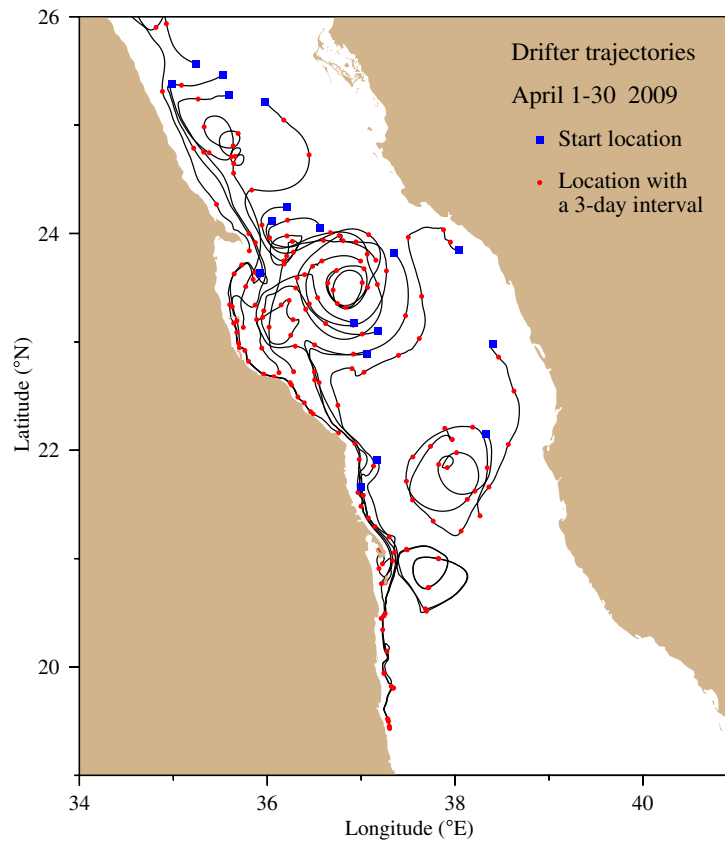 Drifter trajectories
April 1-30 2009
Start location
Location with
a 3-day interval
26
24
22
20
Latitude (°N)
34
36
38
40
Longitude (°E)